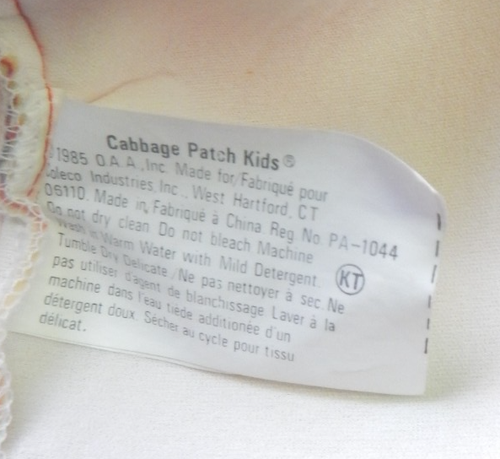 Cabbage Patch Kids®
©1985 O.A.A., Inc. Made for/Fabriqué pour
Coleco Industries, Inc., West Hartford, CT
06110. Made in, Fabriqué à China. Reg. No. PA-1044
Do not dry clean Do not bleach Machine
Wash in Warm Water with Mild Detergent.
Tumble Dry Delicate./Ne pas nettoyer à sec Ne
pas utiliser d'agent de blanchissage Laver à la
machine dans l'eau tiède additionée d'un
détergent doux. Sécher au cycle pour tissu
délicat.
KT